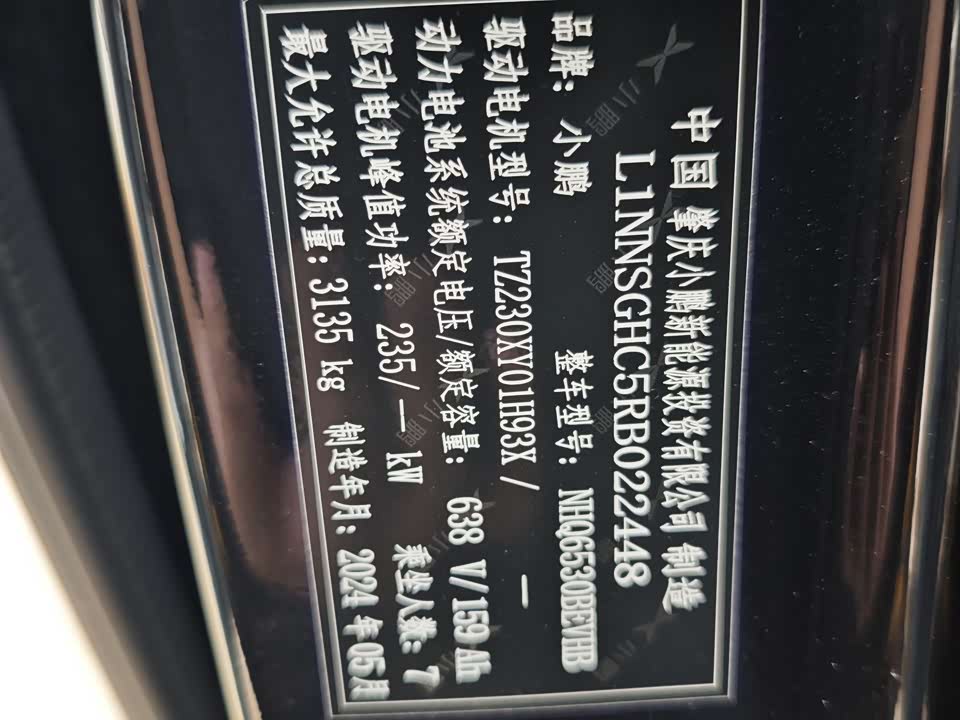 中国 肇庆小鹏新能源投资有限公司 制造
L1NNSGHC5RB022448
品牌: 小鹏 整车型号: NHQ6530BEVHB
驱动电机型号: TZ230XY01H93X/ —
动力电池系统额定电压/额定容量: 638 V/159Ah
驱动电机峰值功率: 235/ — kW 乘坐人数: 7
最大允许总质量: 3135 kg 制造年月: 2024 年05月